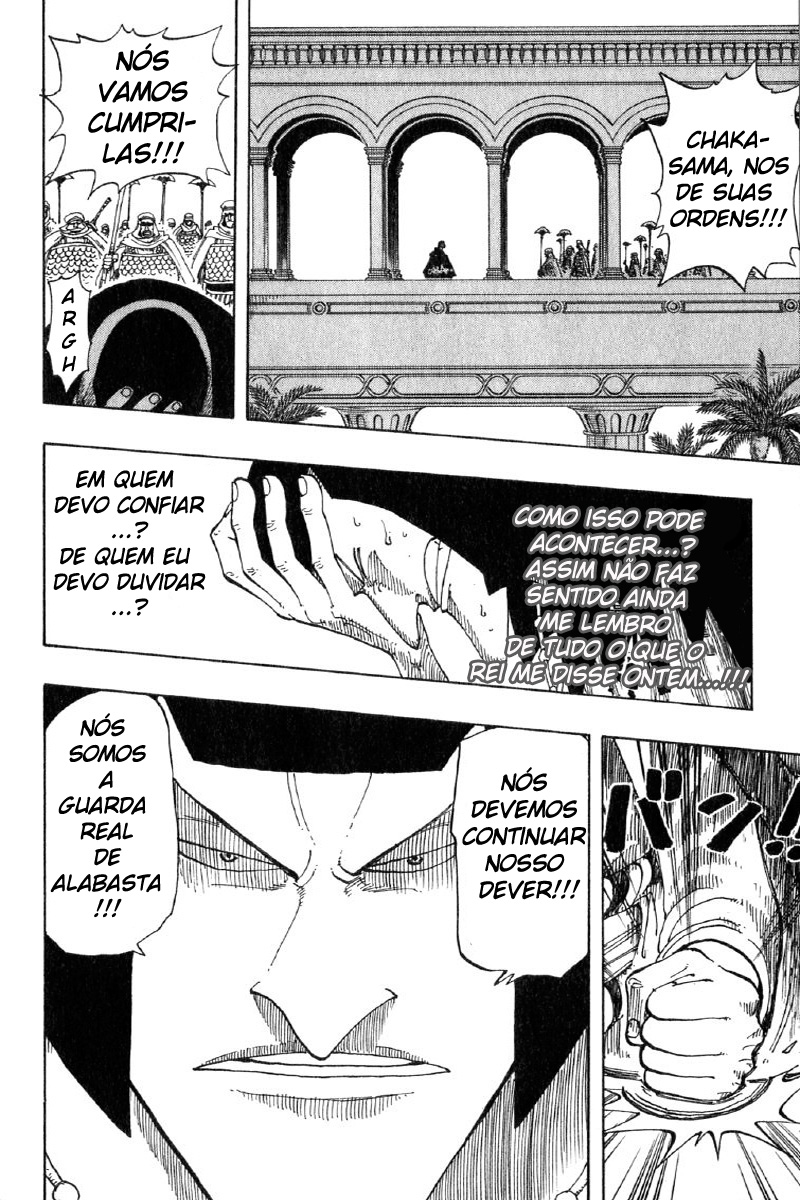 CHAKA-
SAMA, NOS
DE SUAS
ORDENS!!!
NÓS
VAMOS
CUMPRI-
LAS!!!
A
R
G
H
COMO ISSO PODE
ACONTECER...?
ASSIM NÃO FAZ
SENTIDO AINDA
ME LEMBRO
DE TUDO O QUE O
REI ME DISSE ONTEM...!!!
EM QUEM
DEVO CONFIAR
...?
DE QUEM EU
DEVO DUVIDAR
...?
バン!!
NÓS
DEVEMOS
CONTINUAR
NOSSO
DEVER!!!
NÓS
SOMOS
A
GUARDA
REAL
DE
ALABASTA
!!!